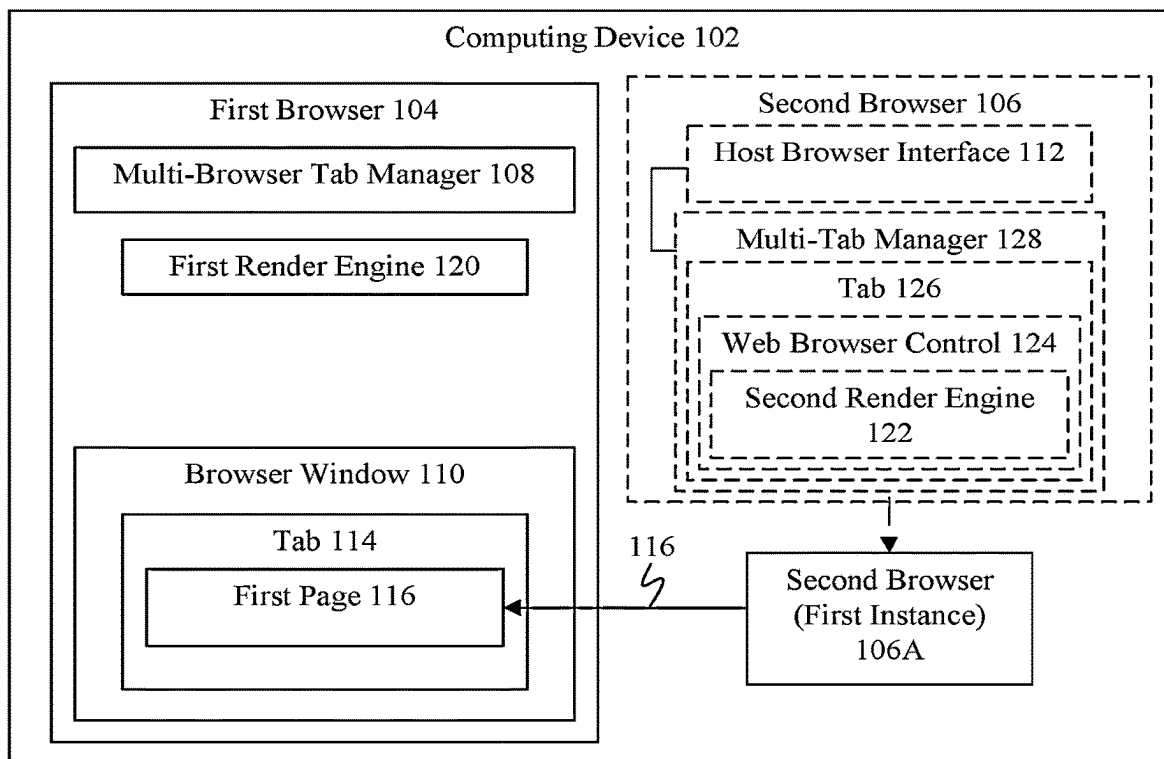 Computing Device 102
First Browser 104
Multi-Browser Tab Manager 108
First Render Engine 120
Browser Window 110
Tab 114
First Page 116
Second Browser 106
Host Browser Interface 112
Multi-Tab Manager 128
Tab 126
Web Browser Control 124
Second Render Engine
122
116
Second Browser
(First Instance)
106A